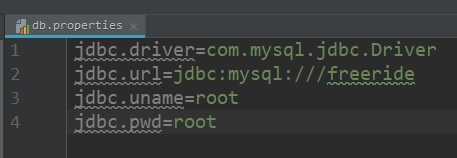 db.properties
1 jdbc.driver=com.mysql.jdbc.Driver
2 jdbc.url=jdbc:mysql:///freeride
3 jdbc.uname=root
4 jdbc.pwd=root